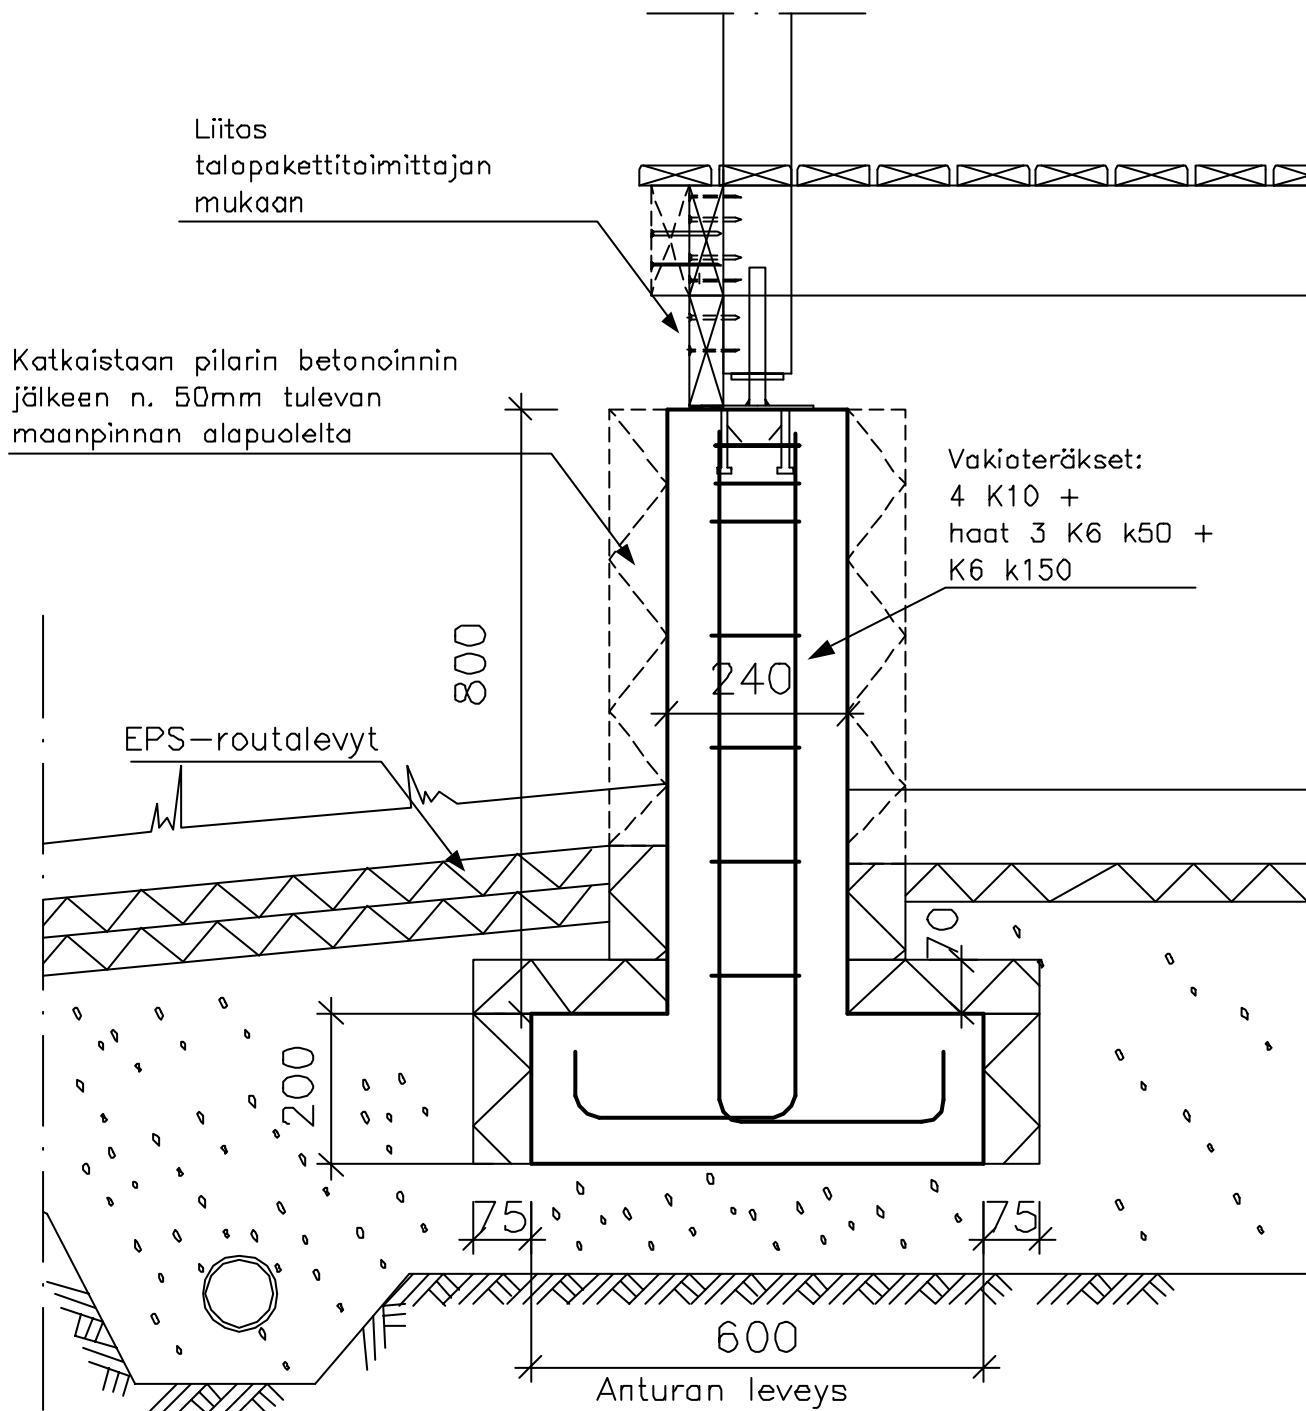 Liitos
talopakettitoimittajan
mukaan
Katkaistaan pilarin betonoinnin
jälkeen n. 50mm tulevan
maanpinnan alapuolelta
Vakioteräkset:
4 K10 +
haat 3 K6 k50 +
K6 k150
800
240
EPS-routalevyt
70
200
75
75
600
Anturan leveys